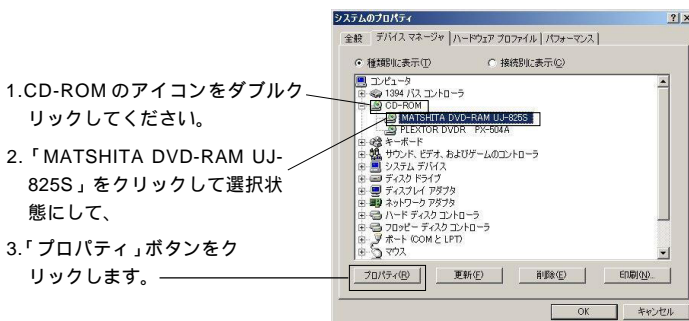 1.CD-ROM のアイコンをダブルク
リックしてください。
2.「MATSHITA DVD-RAM UJ-
825S」をクリックして選択状
態にして、
3.「プロパティ」ボタンをク
リックします。
システムのプロパティ
全般 デバイス マネージャ ハードウェア プロファイル パフォーマンス
種類別に表示(T) 接続別に表示(C)
コンピュータ
1394 バス コントローラ
CD-ROM
MATSHITA DVD-RAM UJ-825S
PLEXTOR DVDR PX-504A
キーボード
サウンド、ビデオ、およびゲームのコントローラ
システム デバイス
ディスク ドライブ
ディスプレイ アダプタ
ネットワーク アダプタ
ハード ディスク コントローラ
フロッピー ディスク コントローラ
ポート (COM と LPT)
マウス
プロパティ(R) 更新(F) 削除(E) 印刷(N)...
OK キャンセル